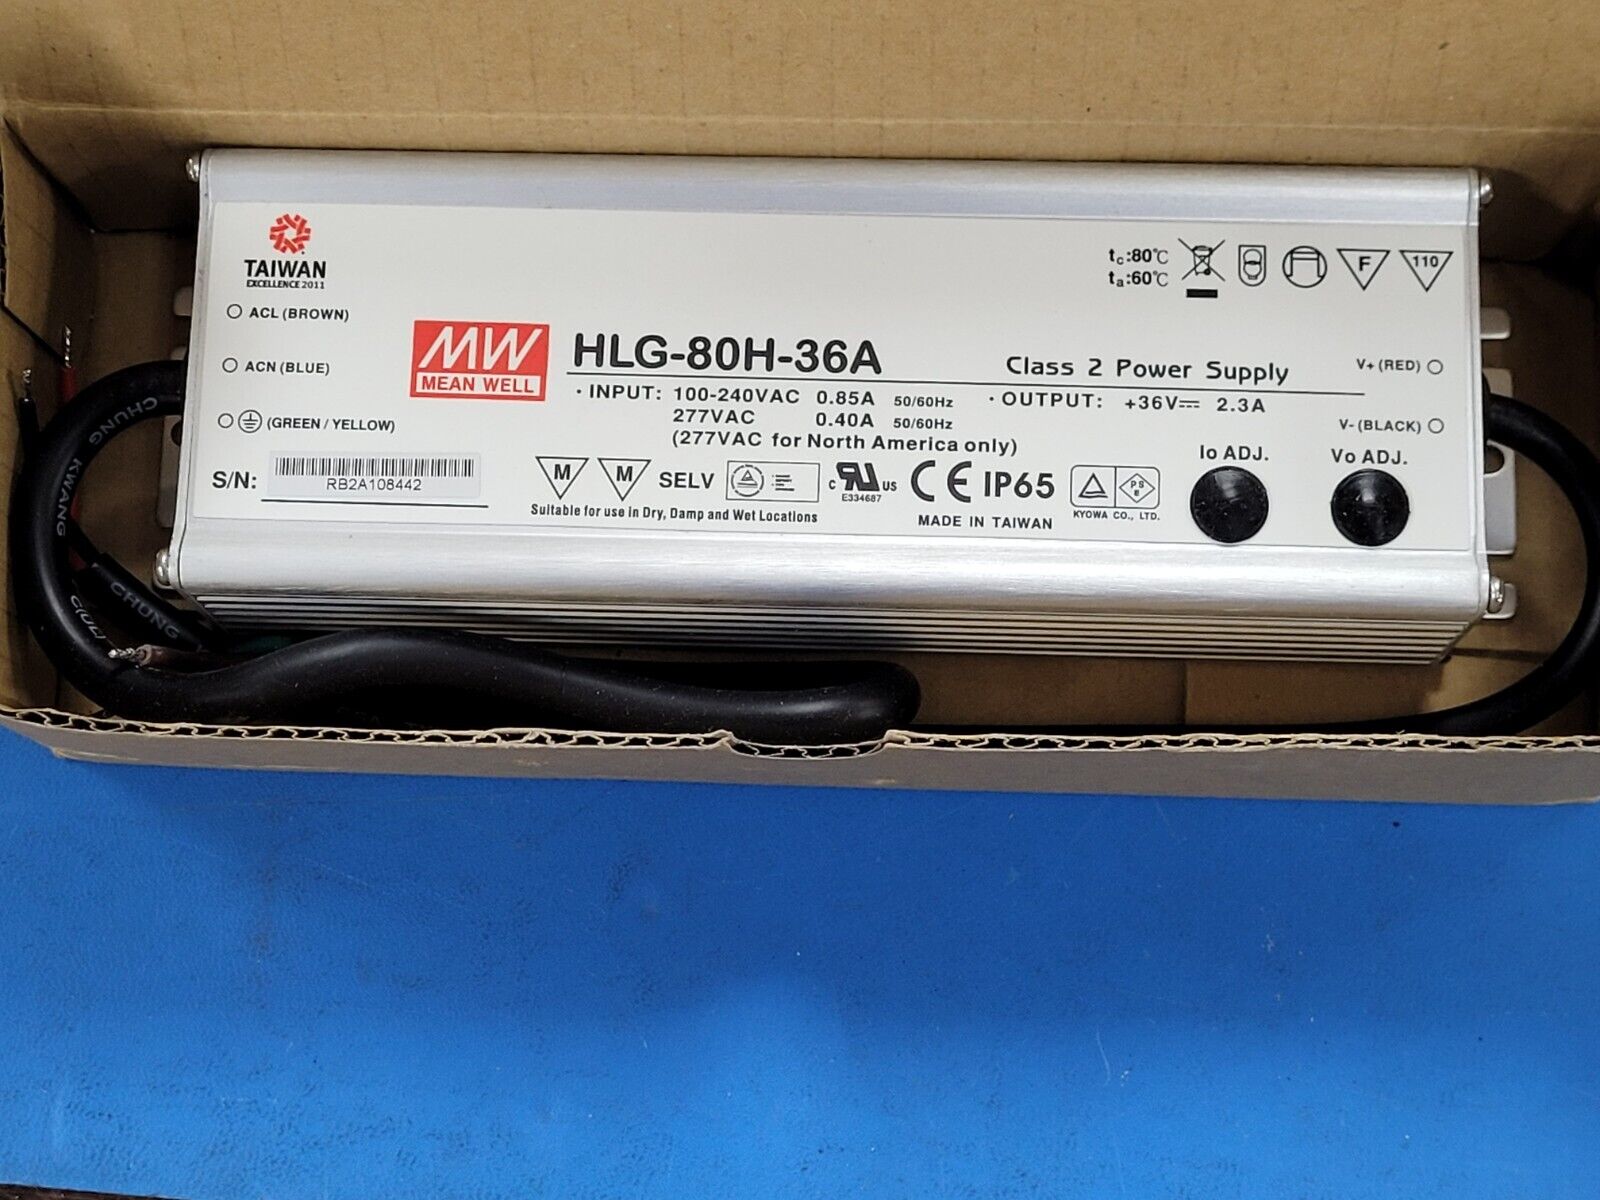 TAIWAN
EXCELLENCE 2011
ACL (BROWN)
ACN (BLUE)
(GREEN / YELLOW)
S/N:
RB2A108442
MW
MEAN WELL
HLG-80H-36A
Class 2 Power Supply
· INPUT: 100-240VAC 0.85A 50/60Hz
277VAC 0.40A 50/60Hz
(277VAC for North America only)
· OUTPUT: +36V⎓ 2.3A
M M SELV
Suitable for use in Dry, Damp and Wet Locations
c RU US
E334687
CE IP65
MADE IN TAIWAN
PS
E
KYOWA CO., LTD.
tc:80℃
ta:60℃
F
110
V+ (RED)
V- (BLACK)
Io ADJ.
Vo ADJ.
CHUNG
KWANG
CHUNG